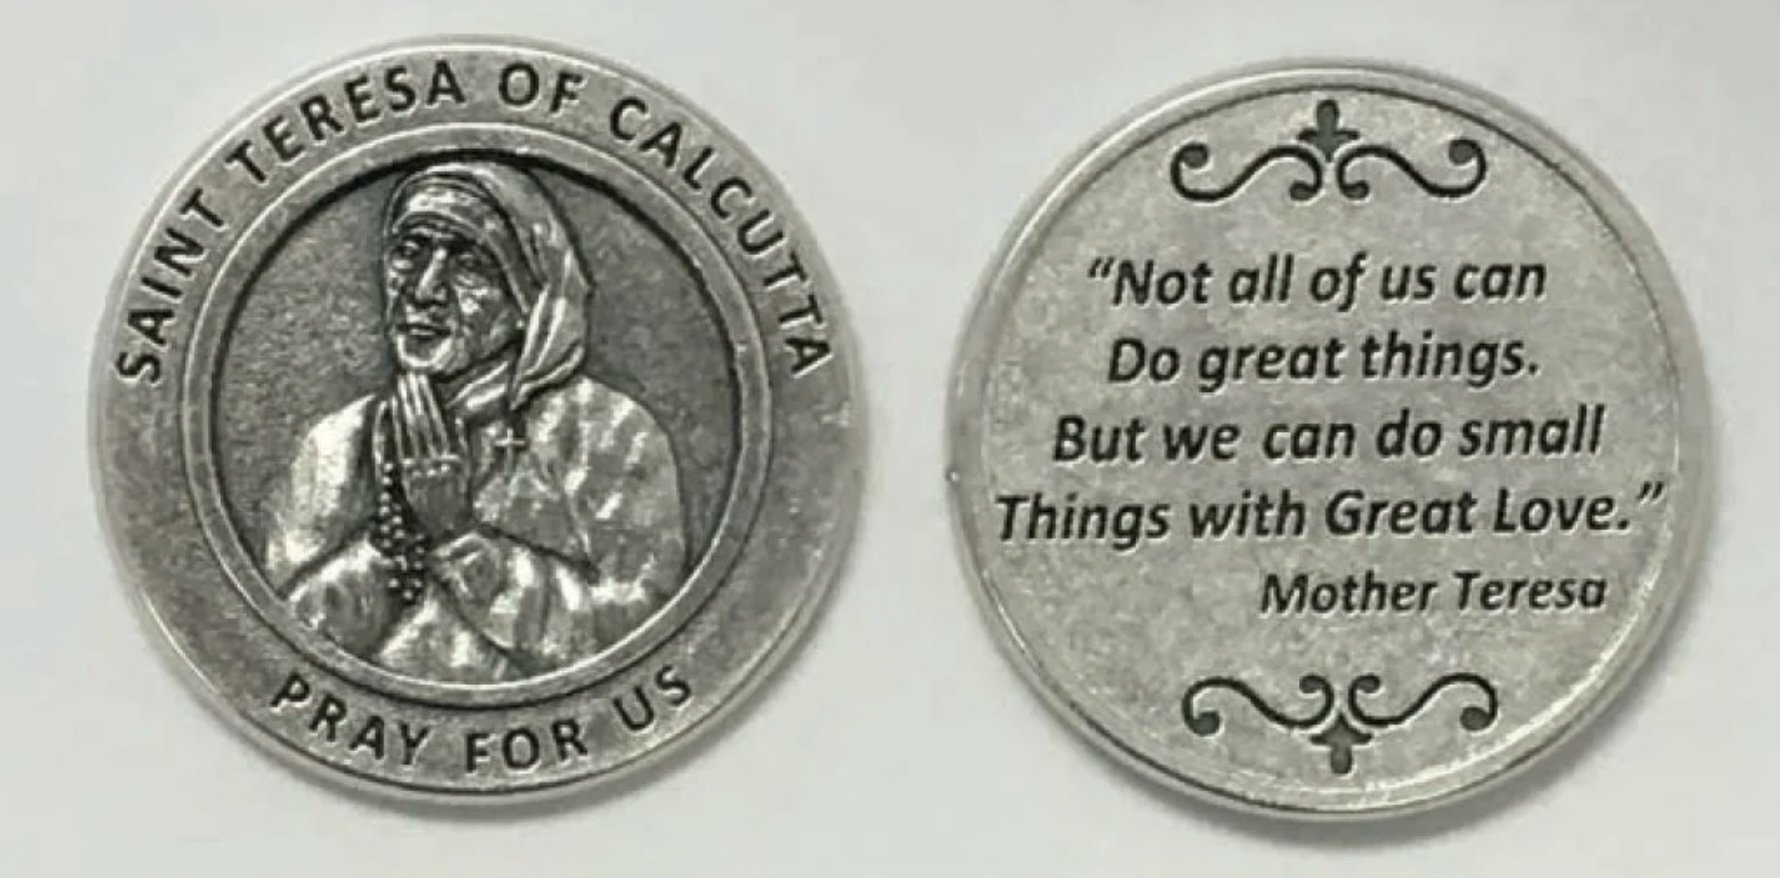 SAINT TERESA OF CALCUTTA
PRAY FOR US
“Not all of us can
Do great things.
But we can do small
Things with Great Love.”
Mother Teresa